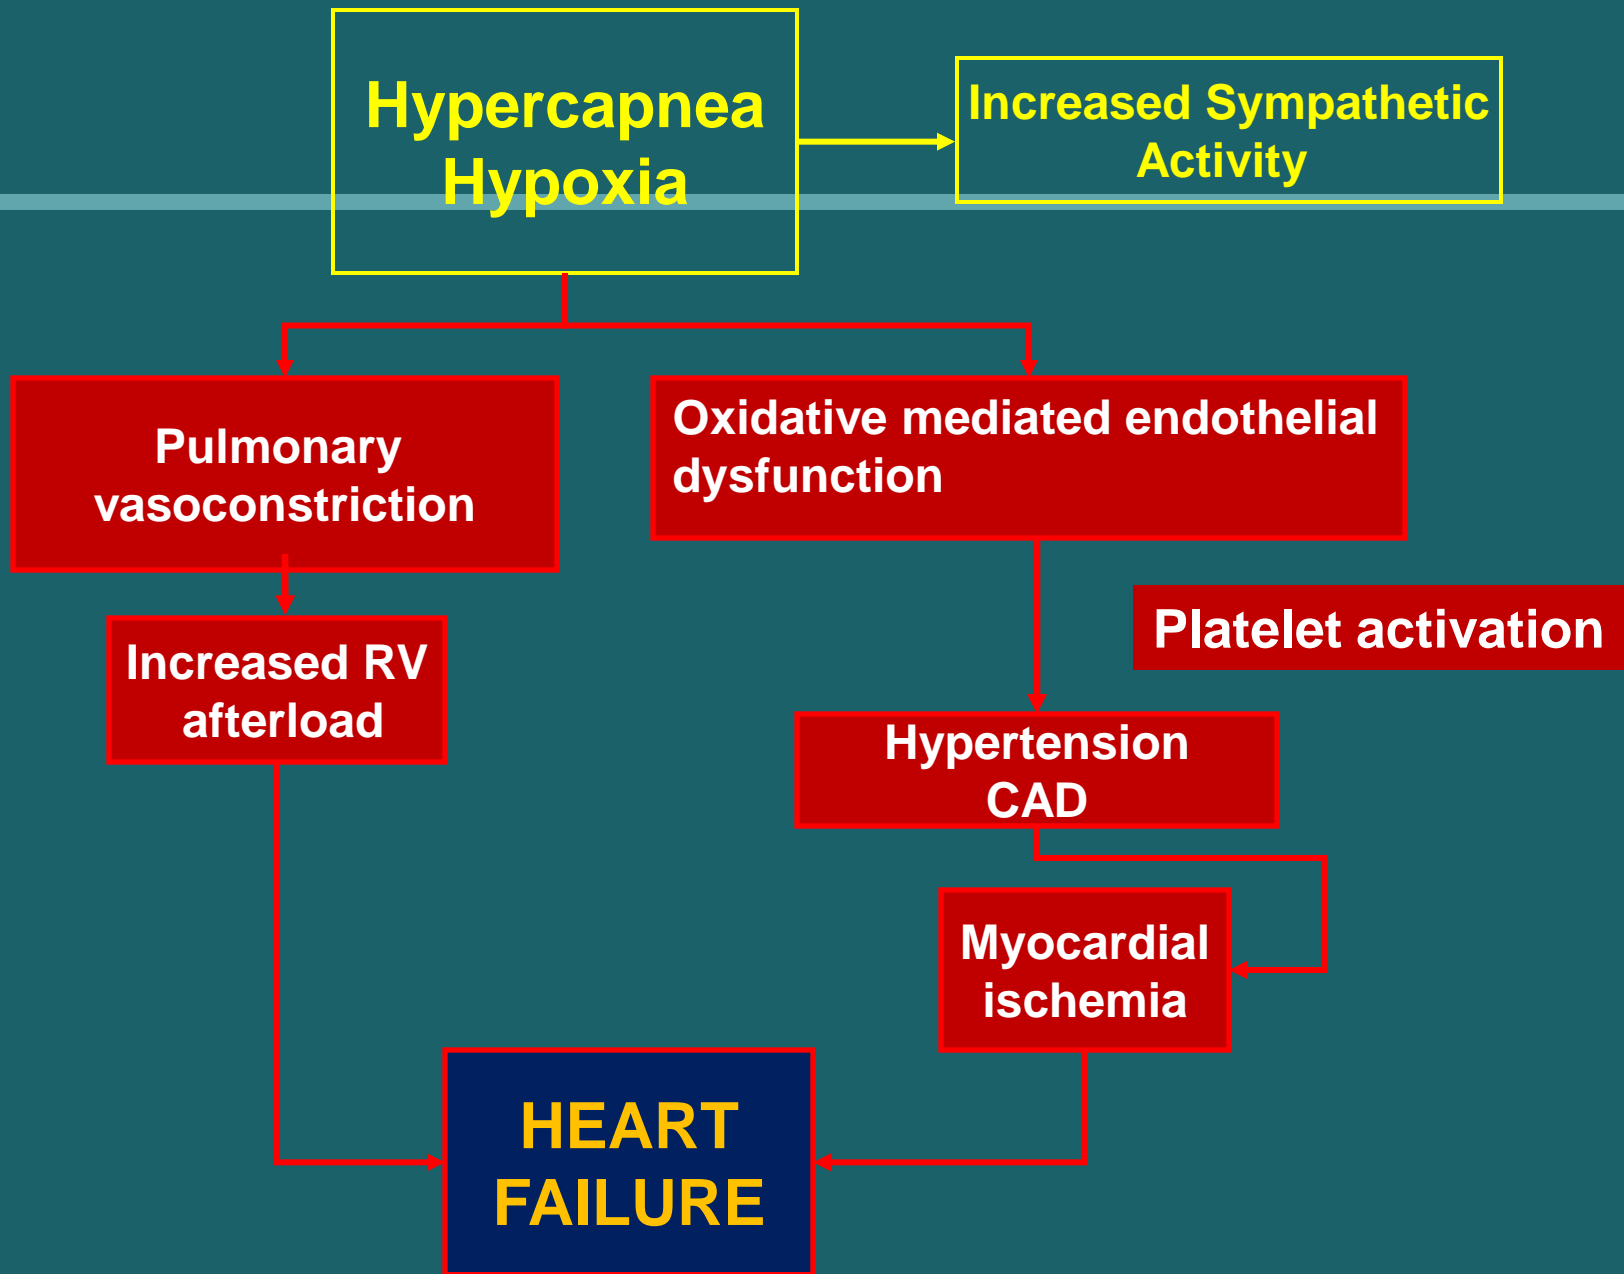 Hypercapnea
Hypoxia
Increased Sympathetic
Activity
Pulmonary
vasoconstriction
Oxidative mediated endothelial
dysfunction
Increased RV
afterload
Platelet activation
Hypertension
CAD
Myocardial
ischemia
HEART
FAILURE